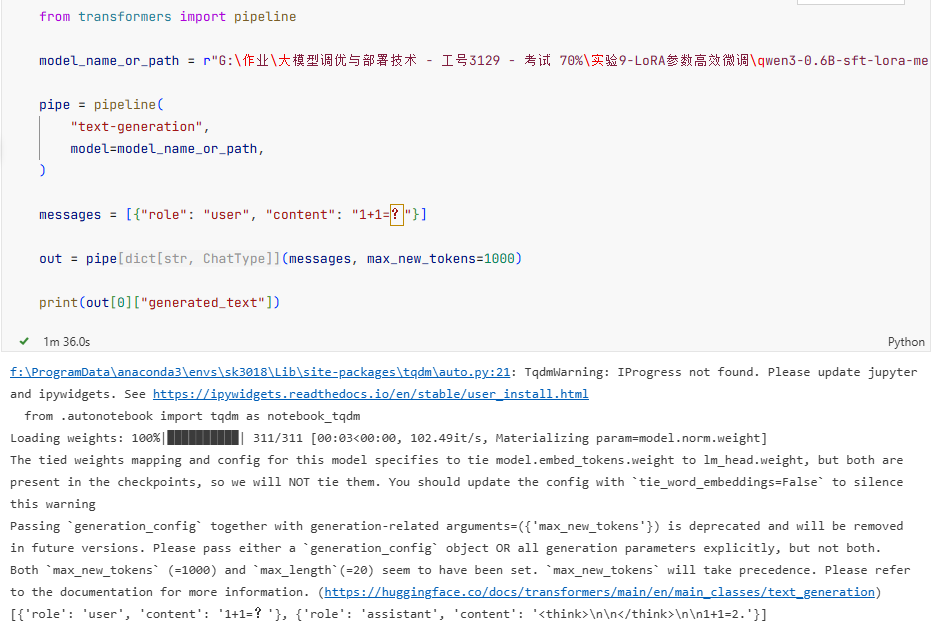 from transformers import pipeline
model_name_or_path = r"G:\作业\大模型调优与部署技术 - 工号3129 - 考试 70%\实验9-LoRA参数高效微调\qwen3-0.6B-sft-lora-me
pipe = pipeline(
"text-generation",
model=model_name_or_path,
)
messages = [{"role": "user", "content": "1+1=？"}]
out = pipe[dict[str, ChatType]](messages, max_new_tokens=1000)
print(out[0]["generated_text"])
1m 36.0s
Python
f:\ProgramData\anaconda3\envs\sk3018\Lib\site-packages\tqdm\auto.py:21: TqdmWarning: IProgress not found. Please update jupyter
and ipywidgets. See https://ipywidgets.readthedocs.io/en/stable/user_install.html
from .autonotebook import tqdm as notebook_tqdm
Loading weights: 100%|██████████| 311/311 [00:03<00:00, 102.49it/s, Materializing param=model.norm.weight]
The tied weights mapping and config for this model specifies to tie model.embed_tokens.weight to lm_head.weight, but both are
present in the checkpoints, so we will NOT tie them. You should update the config with `tie_word_embeddings=False` to silence
this warning
Passing `generation_config` together with generation-related arguments=({'max_new_tokens'}) is deprecated and will be removed
in future versions. Please pass either a `generation_config` object OR all generation parameters explicitly, but not both.
Both `max_new_tokens` (=1000) and `max_length`(=20) seem to have been set. `max_new_tokens` will take precedence. Please refer
to the documentation for more information. (https://huggingface.co/docs/transformers/main/en/main_classes/text_generation)
[{'role': 'user', 'content': '1+1=？'}, {'role': 'assistant', 'content': '<think>\n\n</think>\n\n1+1=2.'}]